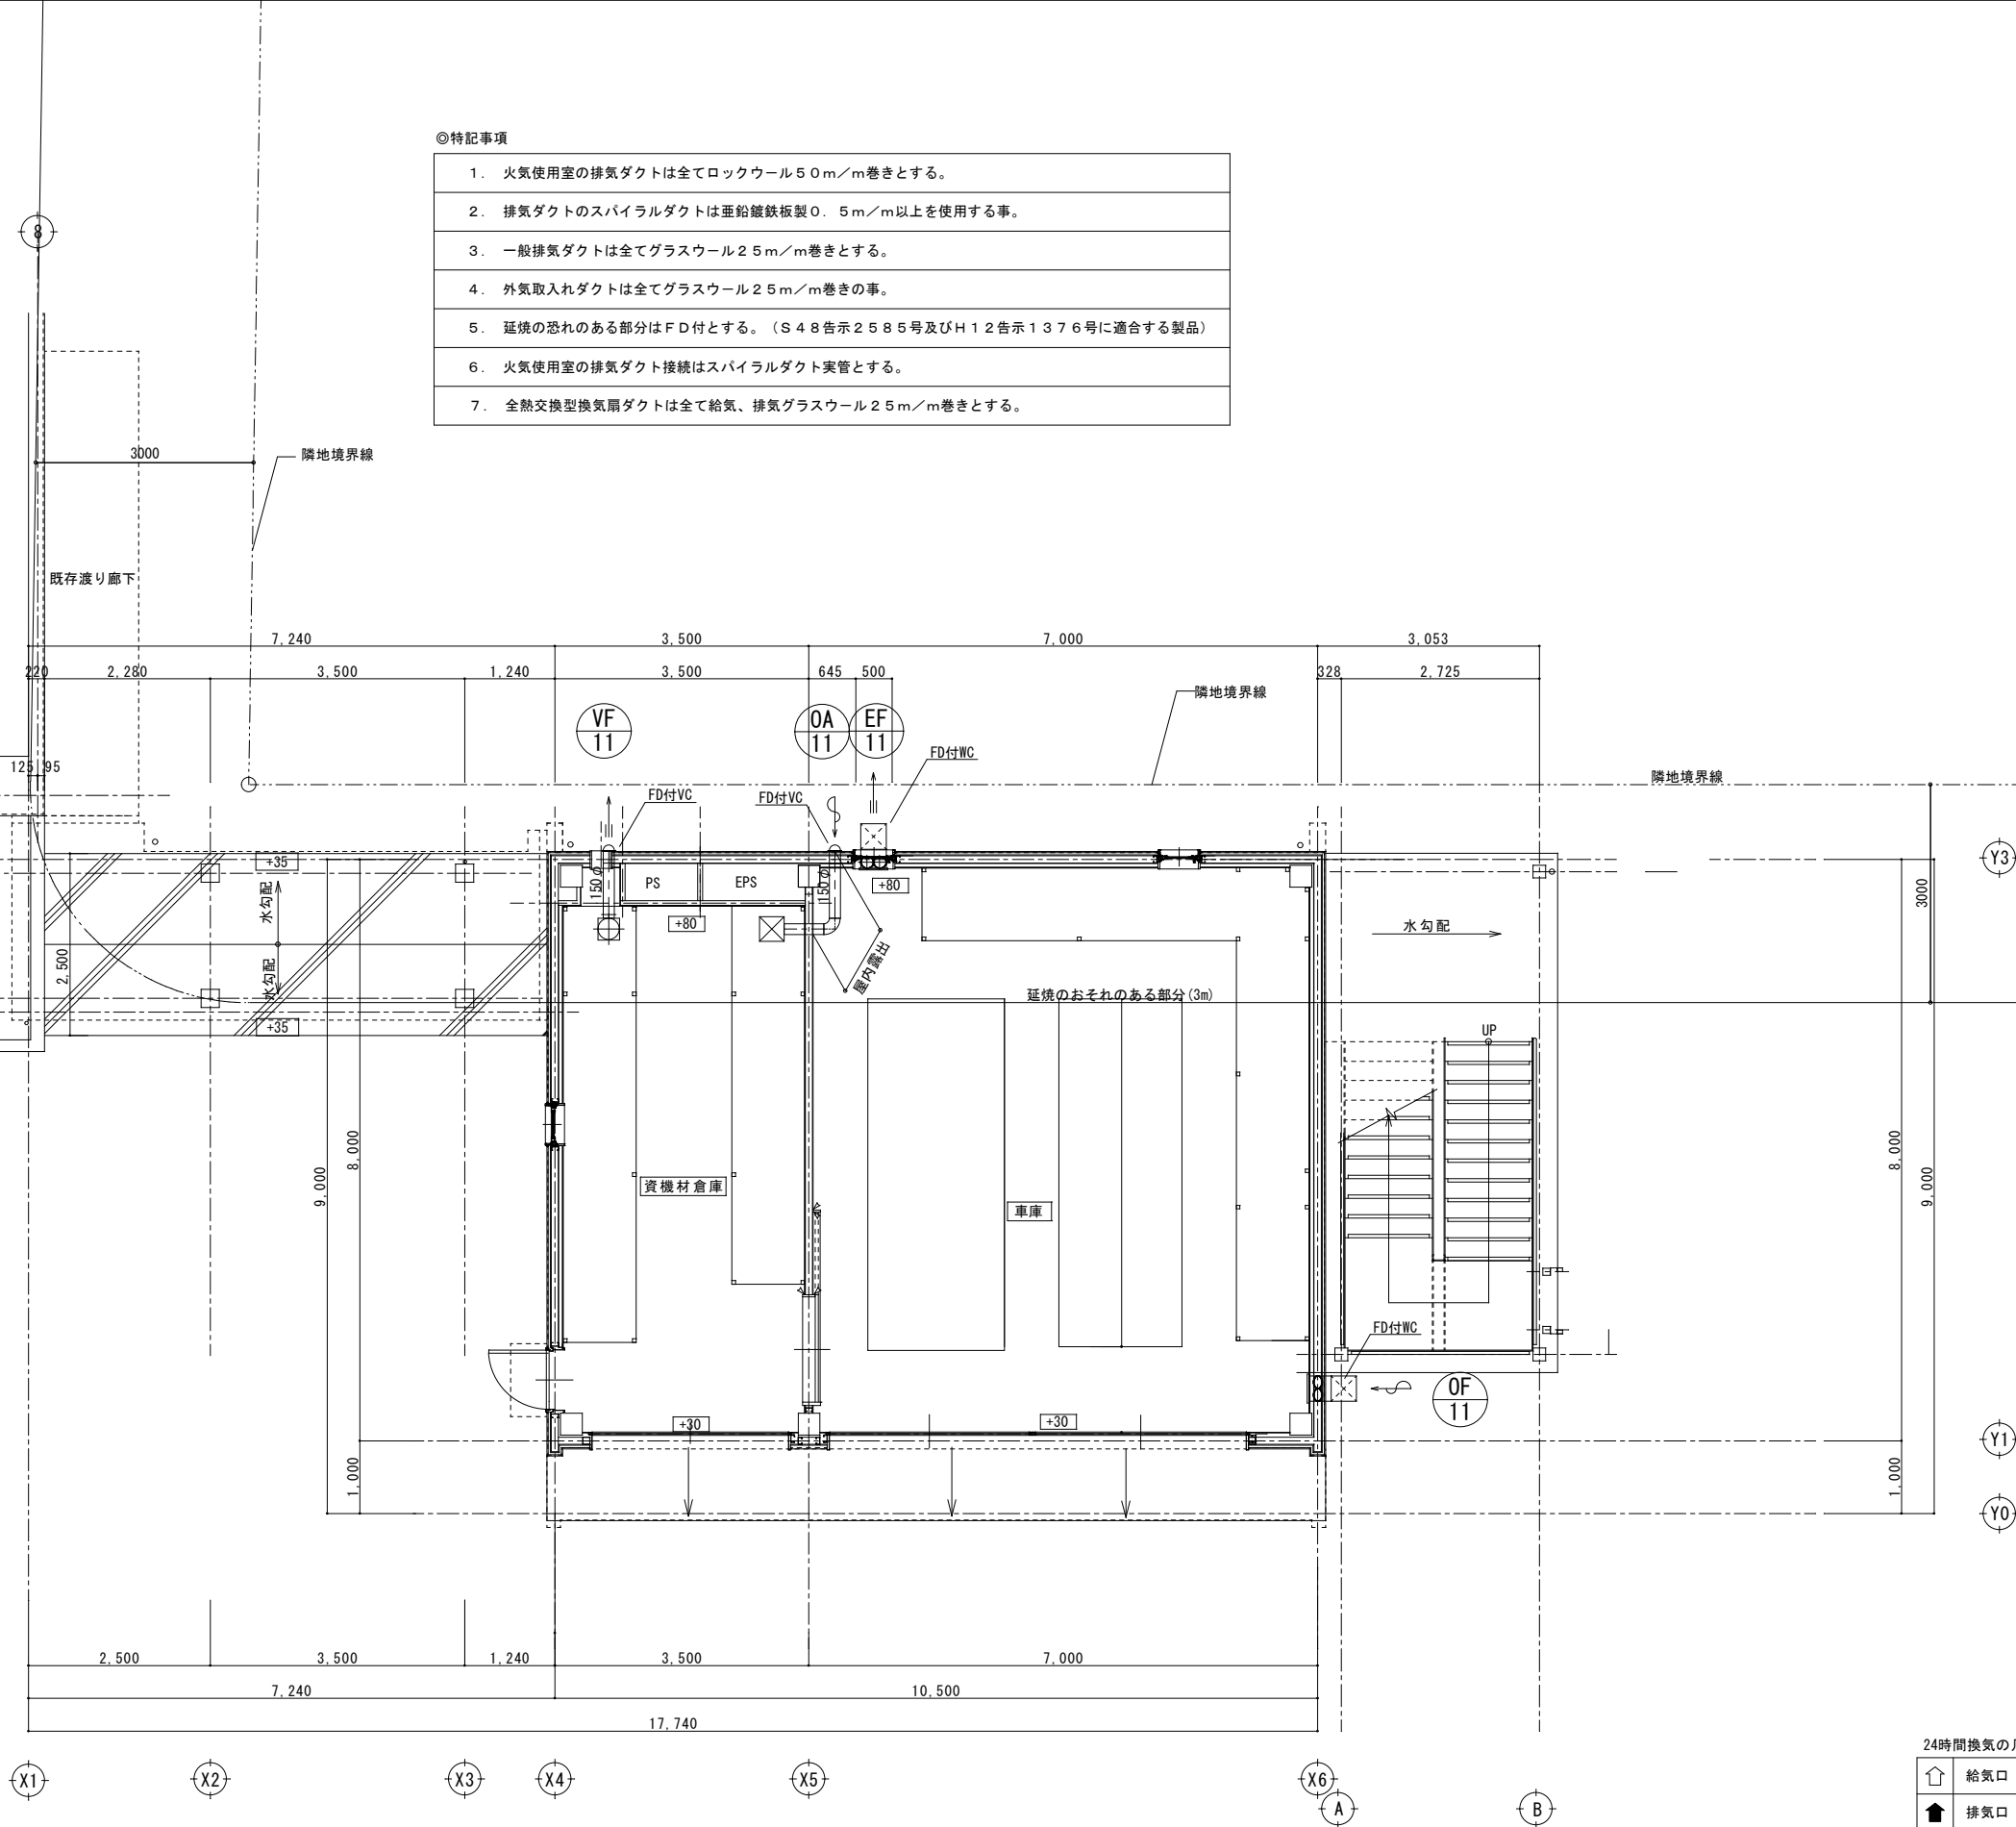 ◎特記事項
1. 火気使用室の排気ダクトは全てロックウール50m/m巻きとする。
2. 排気ダクトのスパイラルダクトは亜鉛鍍鉄板製0.5m/m以上を使用する事。
3. 一般排気ダクトは全てグラスウール25m/m巻きとする。
4. 外気取入れダクトは全てグラスウール25m/m巻きの事。
5. 延焼の恐れのある部分はFD付とする。(S48告示2585号及びH12告示1376号に適合する製品)
6. 火気使用室の排気ダクト接続はスパイラルダクト実管とする。
7. 全熱交換型換気扇ダクトは全て給気、排気グラスウール25m/m巻きとする。
8
3000
隣地境界線
既存渡り廊下
7,240 3,500 7,000 3,053
220 2,280 3,500 1,240 3,500 645 500 328 2,725
隣地境界線
VF 11
OA 11
EF 11
FD付WC
125 95
隣地境界線
FD付VC
FD付VC
+35
150Φ
PS
EPS
150Φ
+80
Y3
水勾配
+80
3000
水勾配
2,500
水勾配
屋内露出
延焼のおそれのある部分(3m)
+35
UP
8,000
9,000
資機材倉庫
車庫
8,000
9,000
FD付WC
OF 11
+30
+30
Y1
1,000
1,000
Y0
2,500 3,500 1,240 3,500 7,000
7,240 10,500
17,740
24時間換気の
X1 X2 X3 X4 X5 X6
給気口
A B
排気口